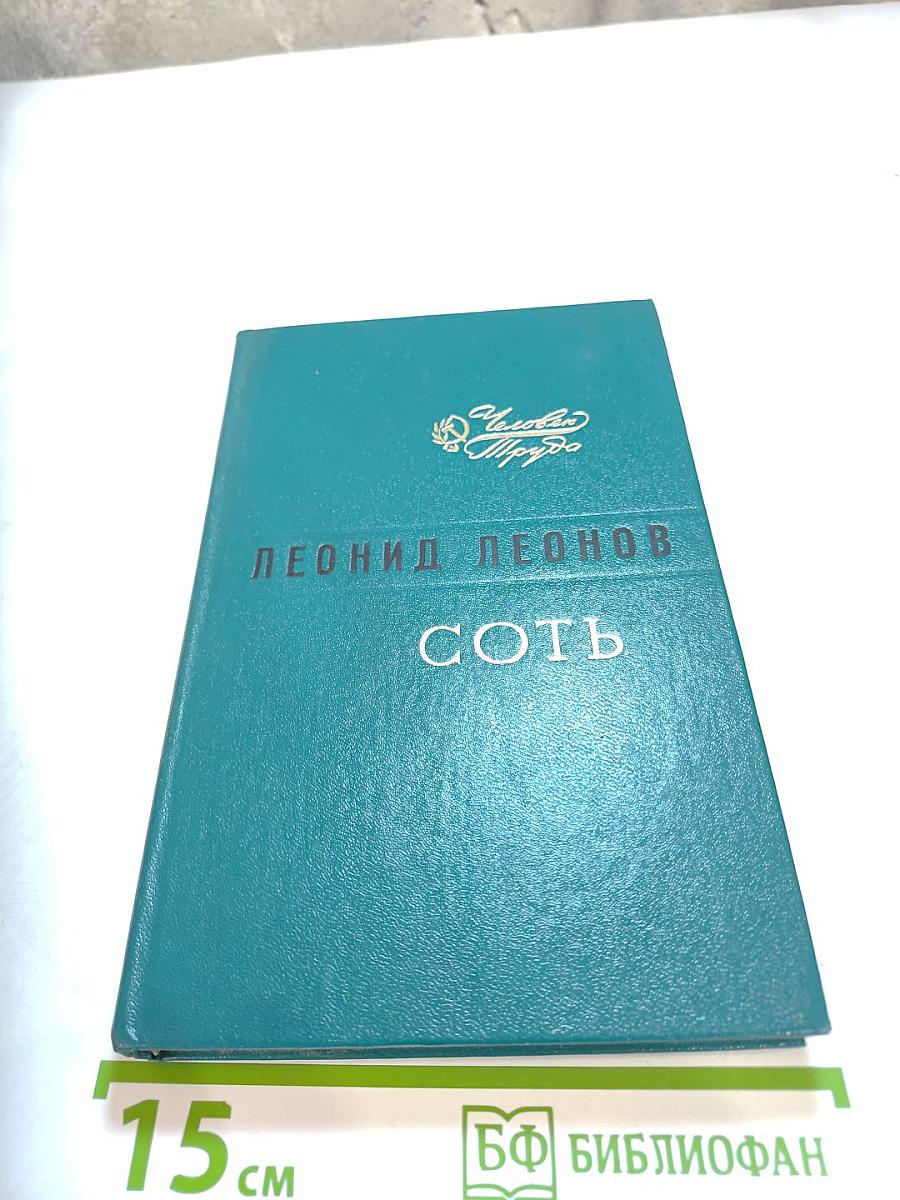 Человек
Труда
ЛЕОНИД ЛЕОНОВ
СОТЬ
15 см
БФ БИБЛИОФАН